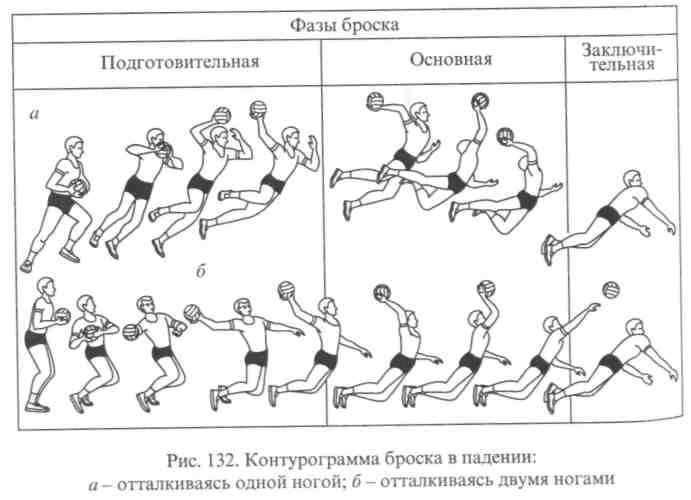 Фазы броска
Подготовительная
Основная
Заключи-
тельная
а
б
Рис. 132. Контурограмма броска в падении:
а – отталкиваясь одной ногой; б – отталкиваясь двумя ногами